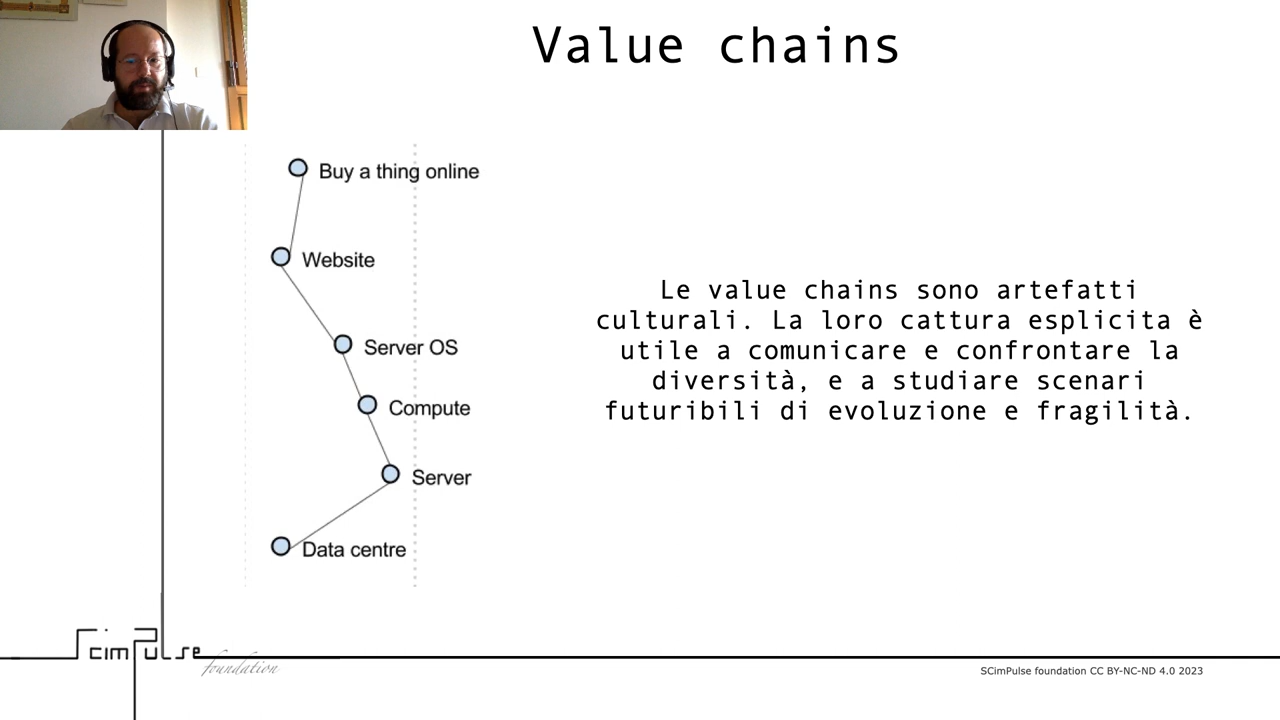 Value chains
Buy a thing online
Website
Server OS
Compute
Server
Data centre
Le value chains sono artefatti
culturali. La loro cattura esplicita è
utile a comunicare e confrontare la
diversità, e a studiare scenari
futuribili di evoluzione e fragilità.
ScimPulse
foundation
SCimPulse foundation CC BY-NC-ND 4.0 2023